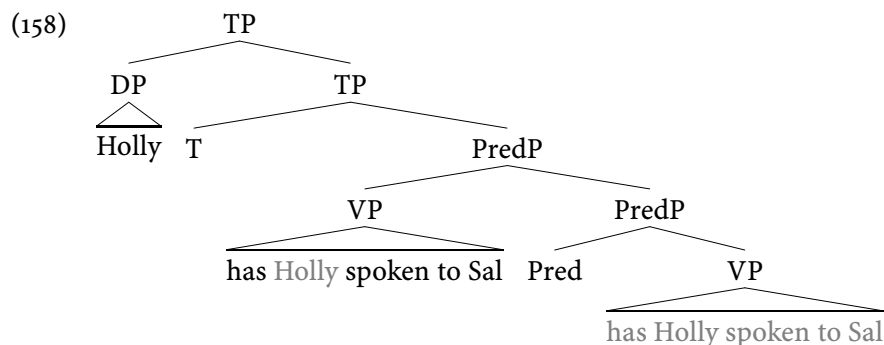 (158) TP
DP TP
Holly T PredP
VP PredP
has Holly spoken to Sal Pred VP
has Holly spoken to Sal